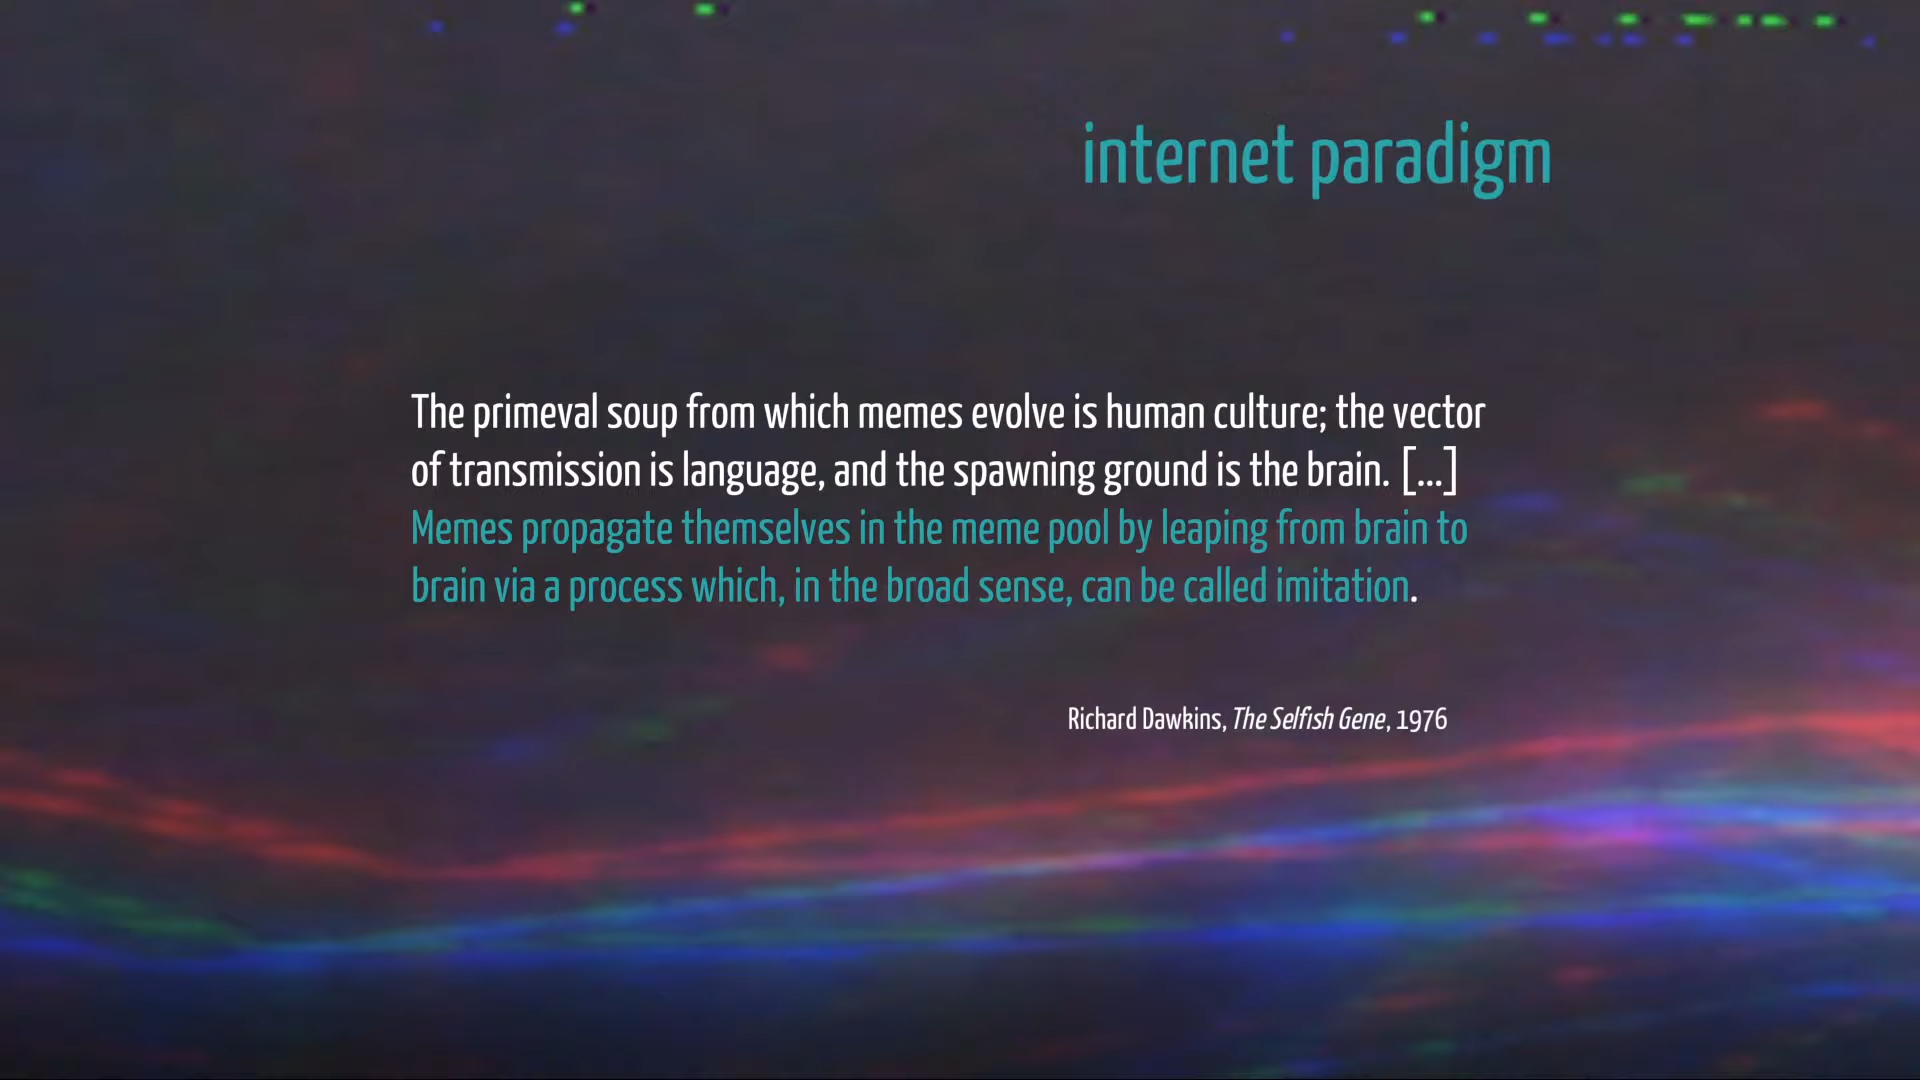 internet paradigm
The primeval soup from which memes evolve is human culture; the vector
of transmission is language, and the spawning ground is the brain. [...]
Memes propagate themselves in the meme pool by leaping from brain to
brain via a process which, in the broad sense, can be called imitation.
Richard Dawkins, The Selfish Gene, 1976